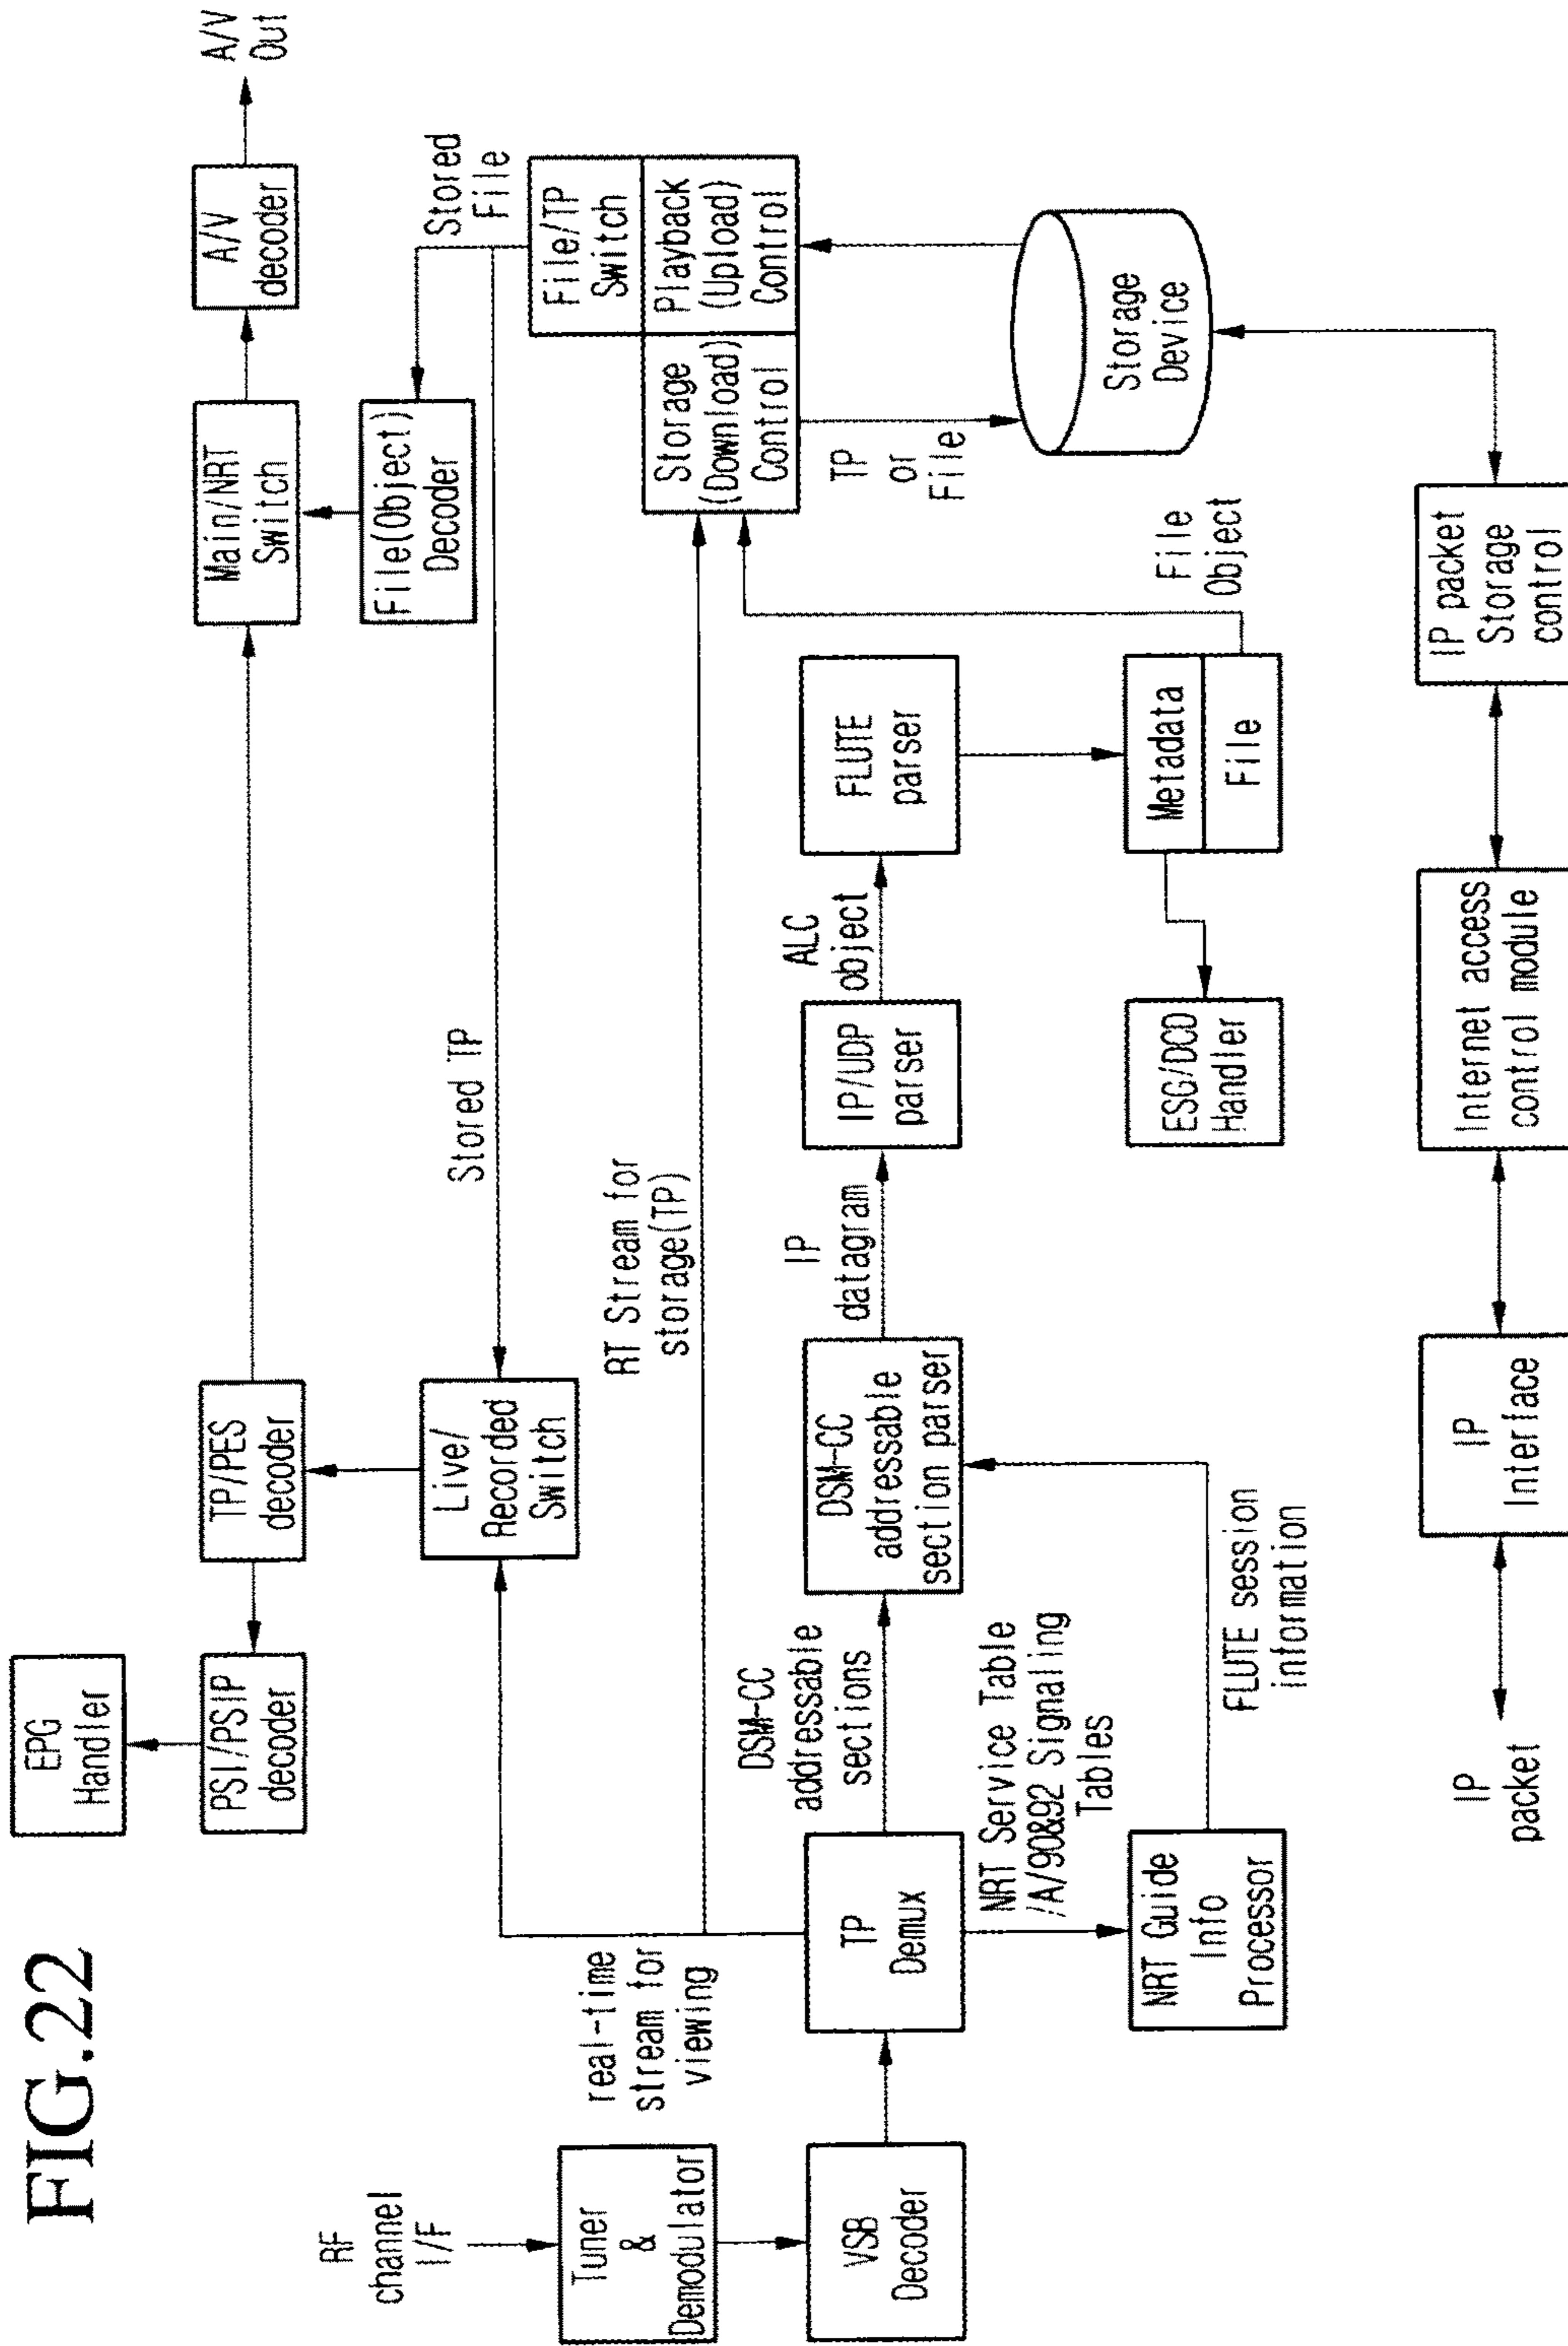 FIG.22
EPG
Handler
PSI/PSIP
decoder
TP/PES
decoder
Main/NRT
Switch
A/V
decoder
A/V
Out
Live/
Recorded
Switch
Stored TP
File(Object)
Decoder
Stored
File
RF
channel
I/F
Tuner
&
Demodulator
VSB
Decoder
real-time
stream for
viewing
RT Stream for
storage(TP)
File/TP
Switch
Storage
(Download)
Control
Playback
(Upload)
Control
TP
Demux
DSM-CC
addressable
sections
DSM-CC
addressable
section parser
IP
datagram
IP/UDP
parser
ALC
object
FLUTE
parser
TP
or
File
Storage
Device
NRT Service Table
/A/90&92 Signaling
Tables
NRT Guide
Info
Processor
FLUTE session
information
ESG/DCD
Handler
Metadata
File
File
Object
IP
packet
IP
Interface
Internet access
control module
IP packet
Storage
control